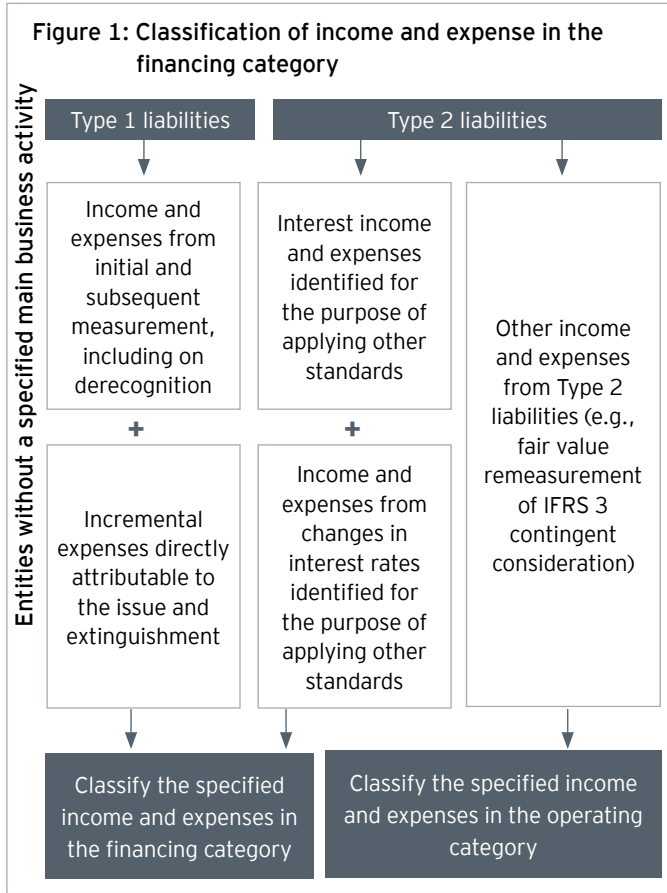 Figure 1: Classification of income and expense in the
financing category
Entities without a specified main business activity
Type 1 liabilities
Type 2 liabilities
Income and
expenses from
initial and
subsequent
measurement,
including on
derecognition
+
Incremental
expenses directly
attributable to
the issue and
extinguishment
Interest income
and expenses
identified for
the purpose of
applying other
standards
+
Income and
expenses from
changes in
interest rates
identified for
the purpose of
applying other
standards
Other income
and expenses
from Type 2
liabilities (e.g.,
fair value
remeasurement
of IFRS 3
contingent
consideration)
Classify the specified
income and expenses in
the financing category
Classify the specified income
and expenses in the operating
category